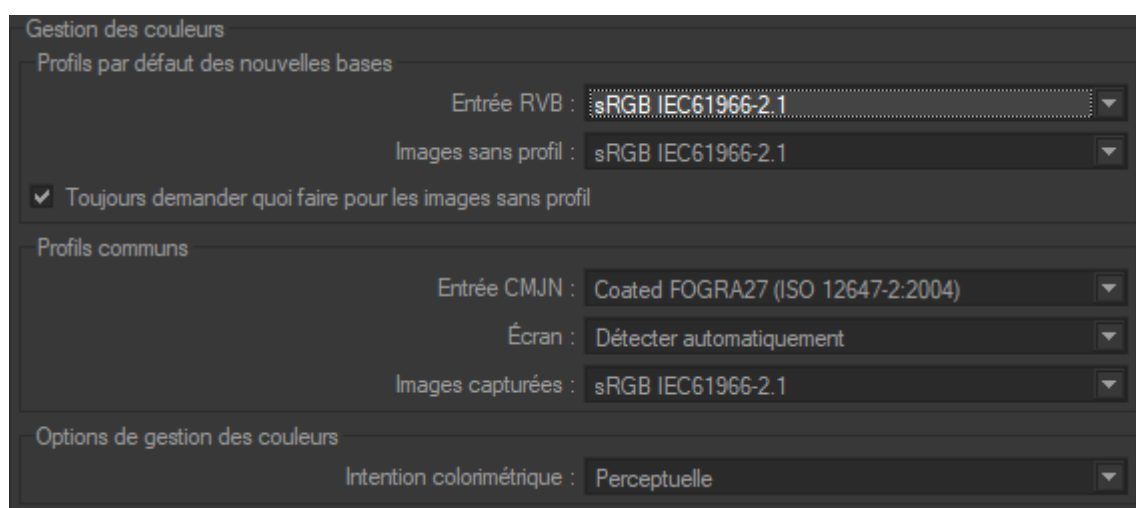 Gestion des couleurs
Profils par défaut des nouvelles bases
Entrée RVB : sRGB IEC61966-2.1
Images sans profil : sRGB IEC61966-2.1
Toujours demander quoi faire pour les images sans profil
Profils communs
Entrée CMJN : Coated FOGRA27 (ISO 12647-2:2004)
Écran : Détecter automatiquement
Images capturées : sRGB IEC61966-2.1
Options de gestion des couleurs
Intention colorimétrique : Perceptuelle